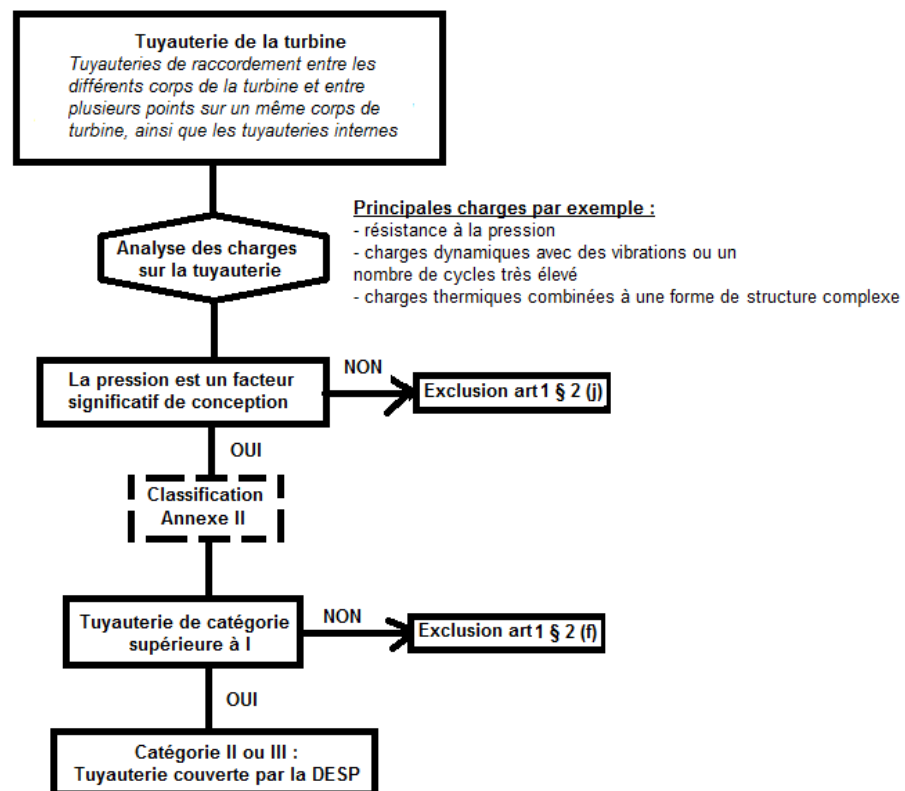 Tuyauterie de la turbine
Tuyauteries de raccordement entre les
différents corps de la turbine et entre
plusieurs points sur un même corps de
turbine, ainsi que les tuyauteries internes
Analyse des charges
sur la tuyauterie
Principales charges par exemple :
- résistance à la pression
- charges dynamiques avec des vibrations ou un
nombre de cycles très élevé
- charges thermiques combinées à une forme de structure complexe
La pression est un facteur
significatif de conception
NON
Exclusion art 1 § 2 (j)
OUI
Classification
Annexe II
Tuyauterie de catégorie
supérieure à I
NON
Exclusion art 1 § 2 (f)
OUI
Catégorie II ou III :
Tuyauterie couverte par la DESP